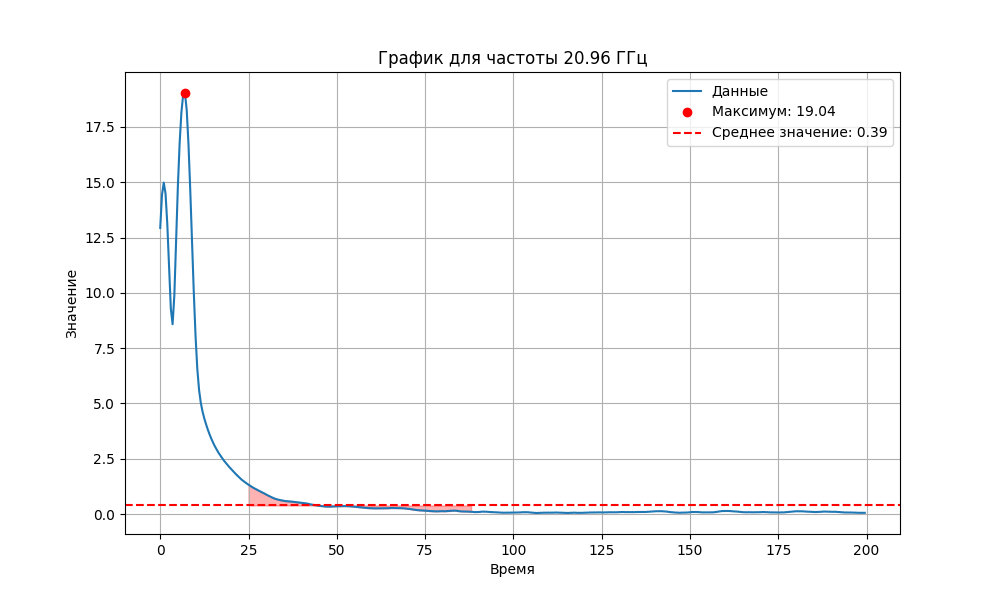 График для частоты 20.96 ГГц
Данные
Максимум: 19.04
Среднее значение: 0.39
Значение
17.5
15.0
12.5
10.0
7.5
5.0
2.5
0.0
0 25 50 75 100 125 150 175 200
Время